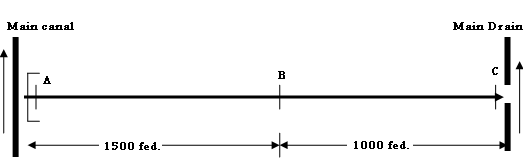 Main canal
Main Drain
A
B
C
1500 fed.
1000 fed.